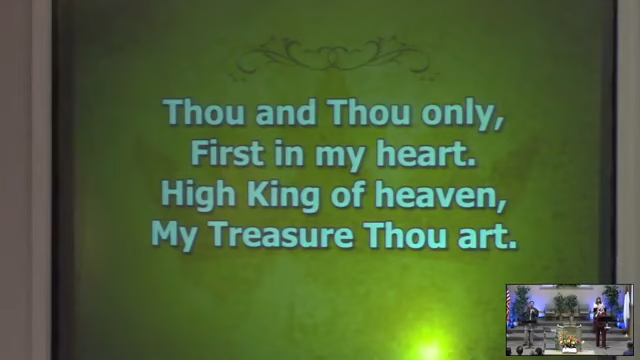 Thou and Thou only,
First in my heart.
High King of heaven,
My Treasure Thou art.